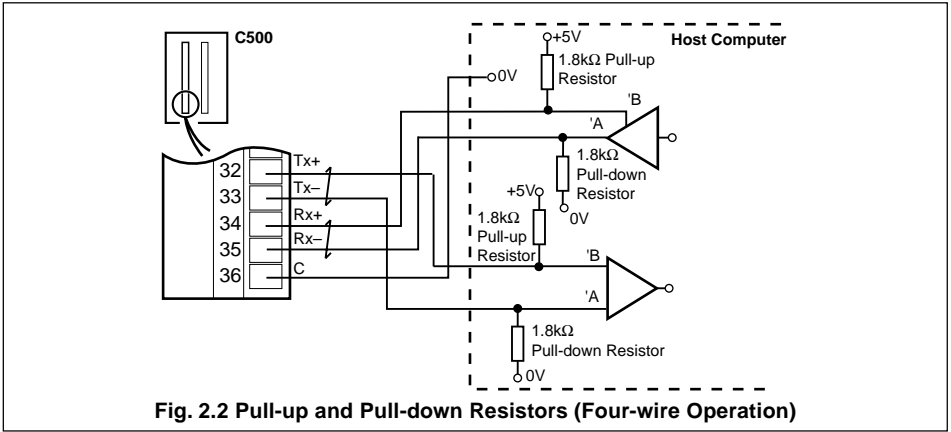 C500
Host Computer
+5V
1.8kΩ Pull-up
Resistor
0V
'B
'A
1.8kΩ
Pull-down
Resistor
0V
32
Tx+
33
Tx–
34
Rx+
35
Rx–
36
C
+5V
1.8kΩ
Pull-up
Resistor
'B
'A
1.8kΩ
Pull-down Resistor
0V
Fig. 2.2 Pull-up and Pull-down Resistors (Four-wire Operation)